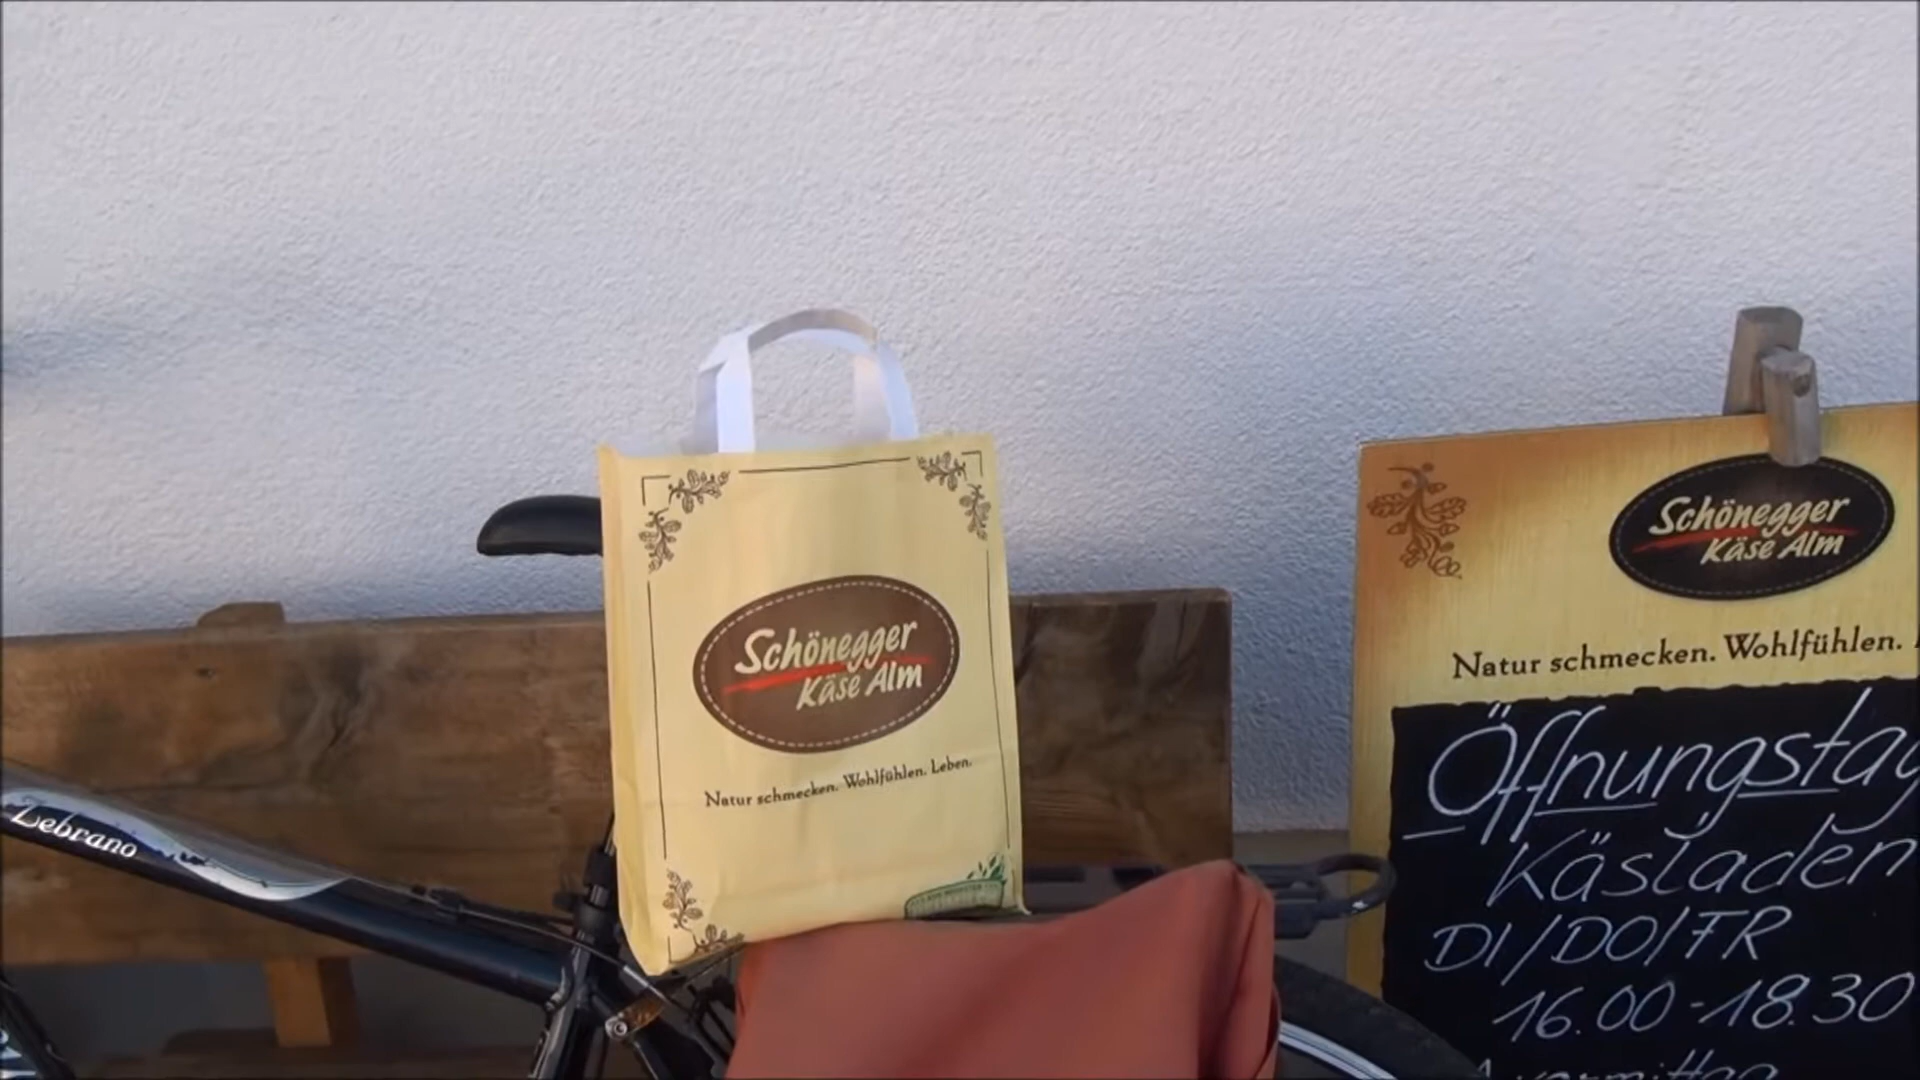 Schönegger
Käse Alm
Natur schmecken. Wohlfühlen. Leben.
Zebrano
Schönegger
Käse Alm
Natur schmecken. Wohlfühlen.
Öffnungstag
Käsladen
DI/DO/FR
16.00-18.30